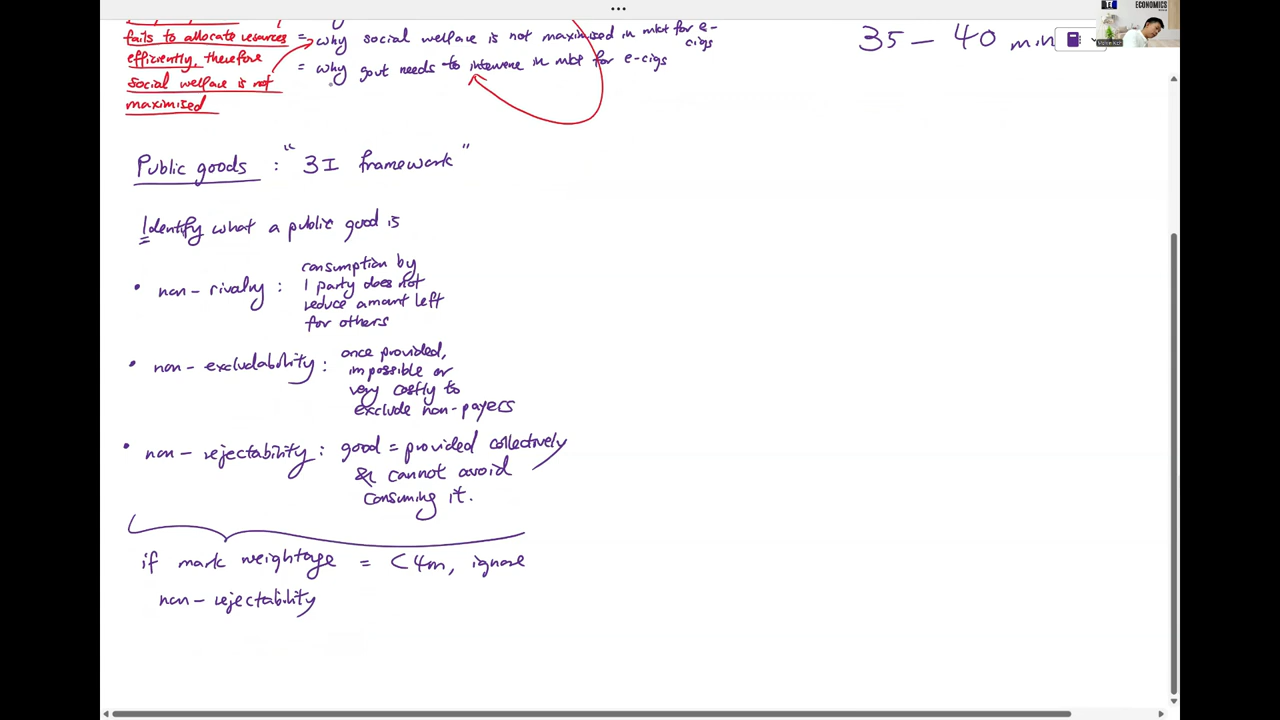 fails to allocate resources
efficiently, therefore
social welfare is not
maximised
= why social welfare is not maximised in mkt for e-cigs
= why govt needs to intervene in mkt for e-cigs
35 – 40 min
ECONOMICS
Public goods : "3I framework"
Identify what a public good is
• non-rivalry : consumption by
1 party does not
reduce amount left
for others
• non-excludability : once provided,
impossible or
very costly to
exclude non-payers
• non-rejectability : good = provided collectively
& cannot avoid
consuming it.
if mark weightage = <4m, ignore
non-rejectability